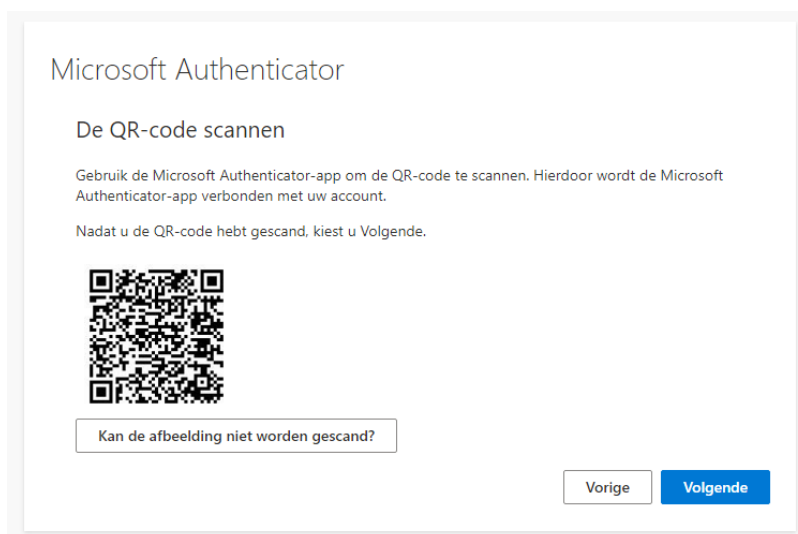 Microsoft Authenticator
De QR-code scannen
Gebruik de Microsoft Authenticator-app om de QR-code te scannen. Hierdoor wordt de Microsoft
Authenticator-app verbonden met uw account.
Nadat u de QR-code hebt gescand, kiest u Volgende.
Kan de afbeelding niet worden gescand?
Vorige
Volgende